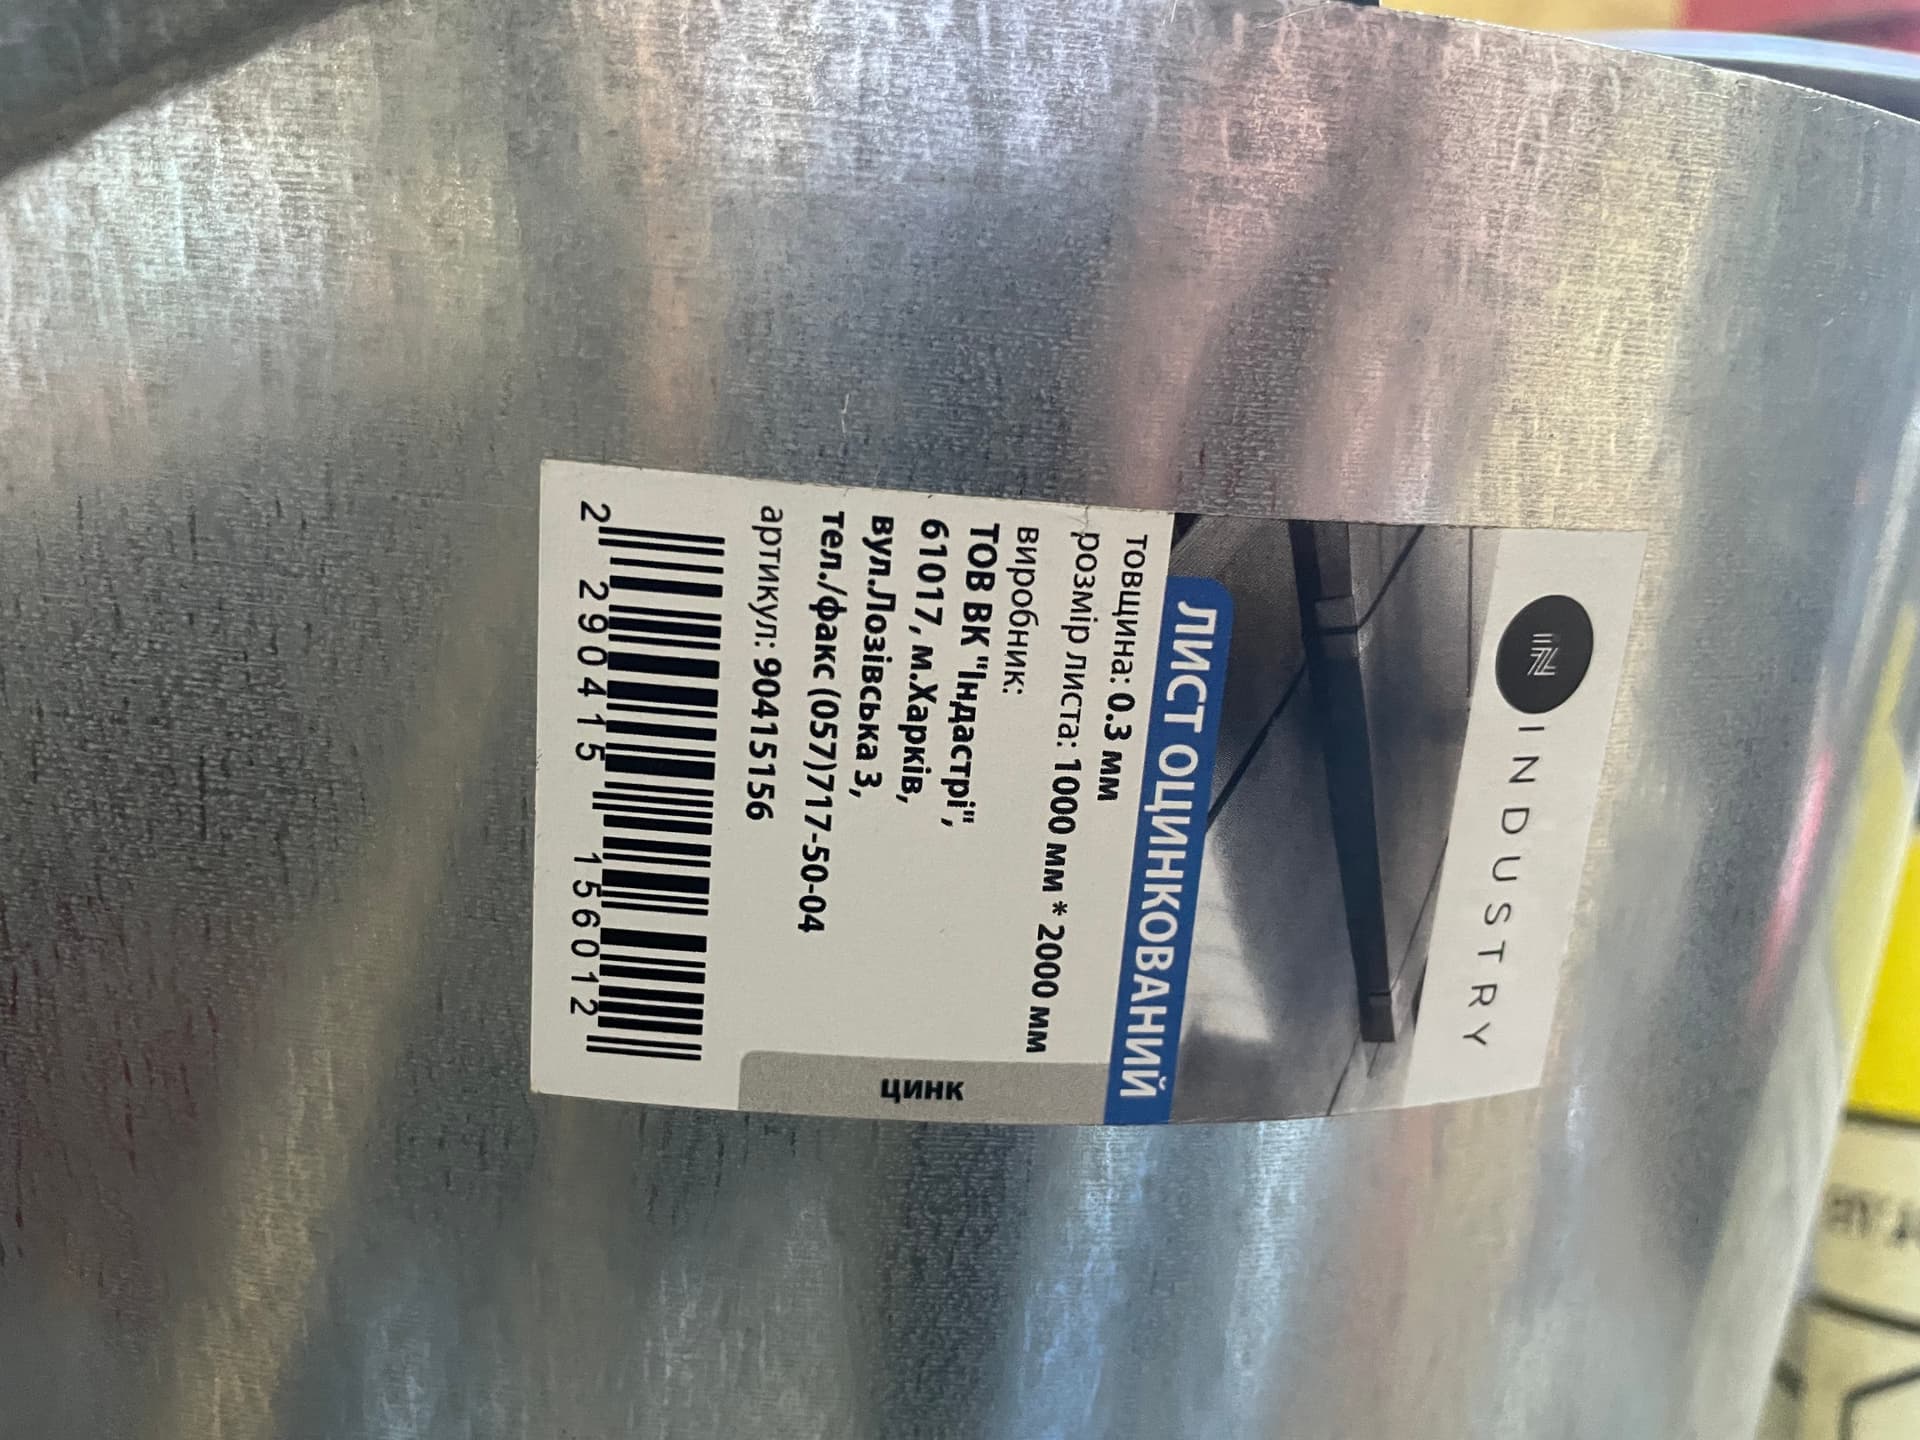 IN INDUSTRY
ЛИСТ ОЦИНКОВАНИЙ
товщина: 0.3 мм
розмір листа: 1000 мм * 2000 мм
виробник:
ТОВ ВК "Індастрі",
61017, м.Харків,
вул.Лозівська 3,
тел./факс (057)717-50-04
артикул: 90415156
ЦИНК
2 290415 156012